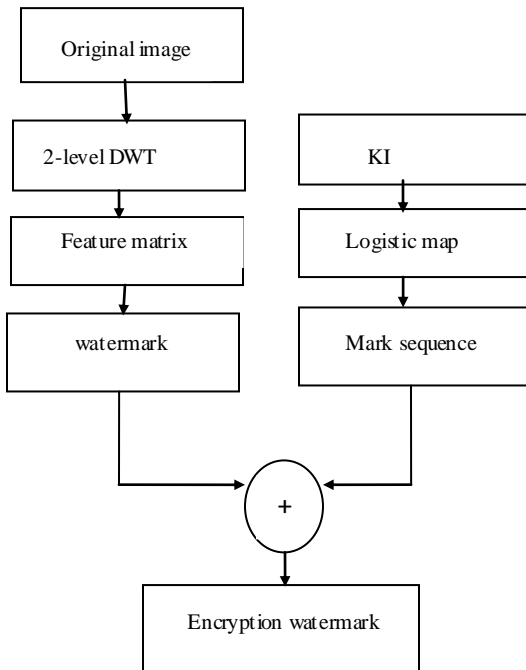 Original image
2-level DWT
Feature matrix
watermark
KI
Logistic map
Mark sequence
+
Encryption watermark